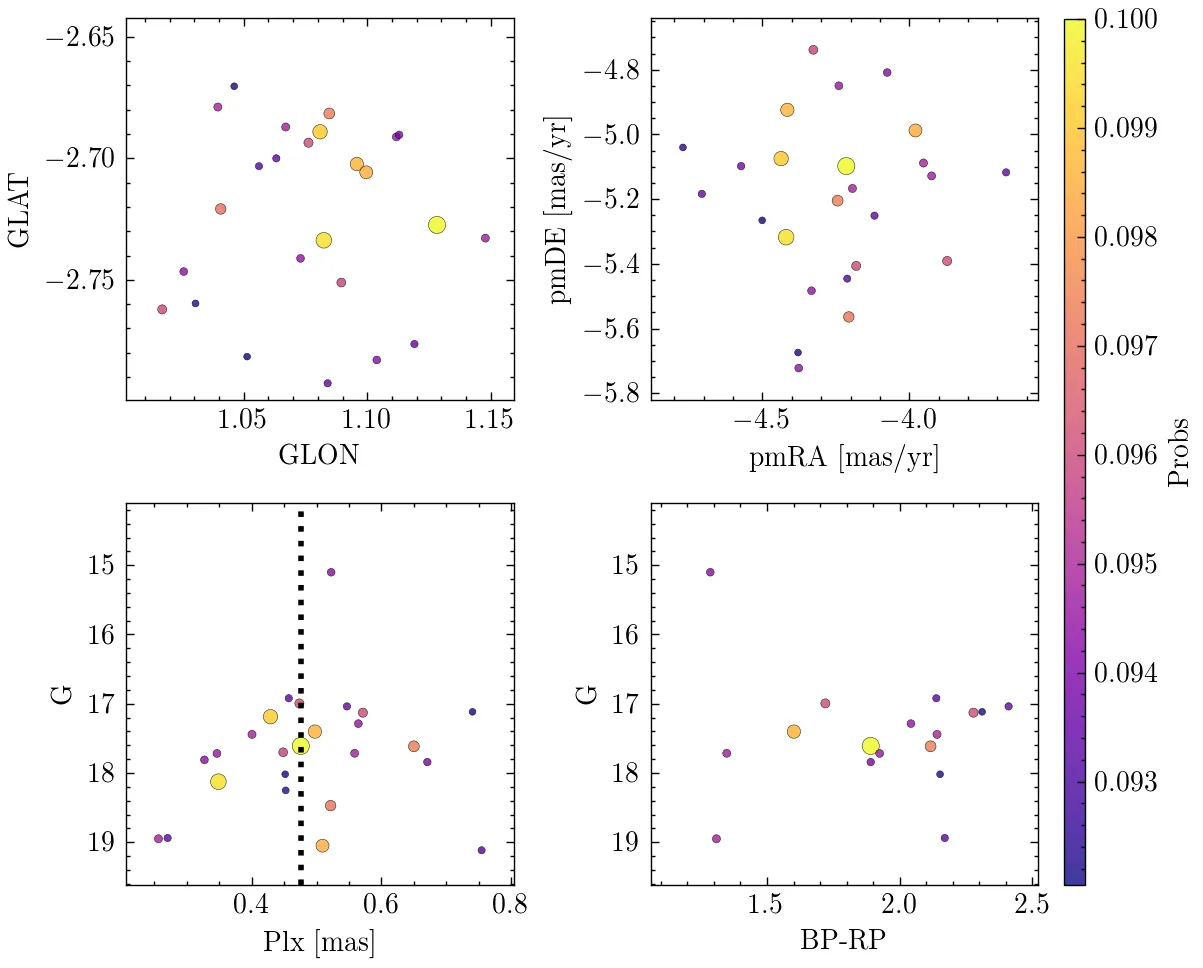 −2.65
−2.70
−2.75
GLAT
1.05 1.10 1.15
GLON
−4.8
−5.0
−5.2
−5.4
−5.6
−5.8
pmDE [mas/yr]
−4.5 −4.0
pmRA [mas/yr]
15
16
17
18
19
G
0.4 0.6 0.8
Plx [mas]
15
16
17
18
19
G
1.5 2.0 2.5
BP-RP
0.100
0.099
0.098
0.097
0.096
0.095
0.094
0.093
Probs